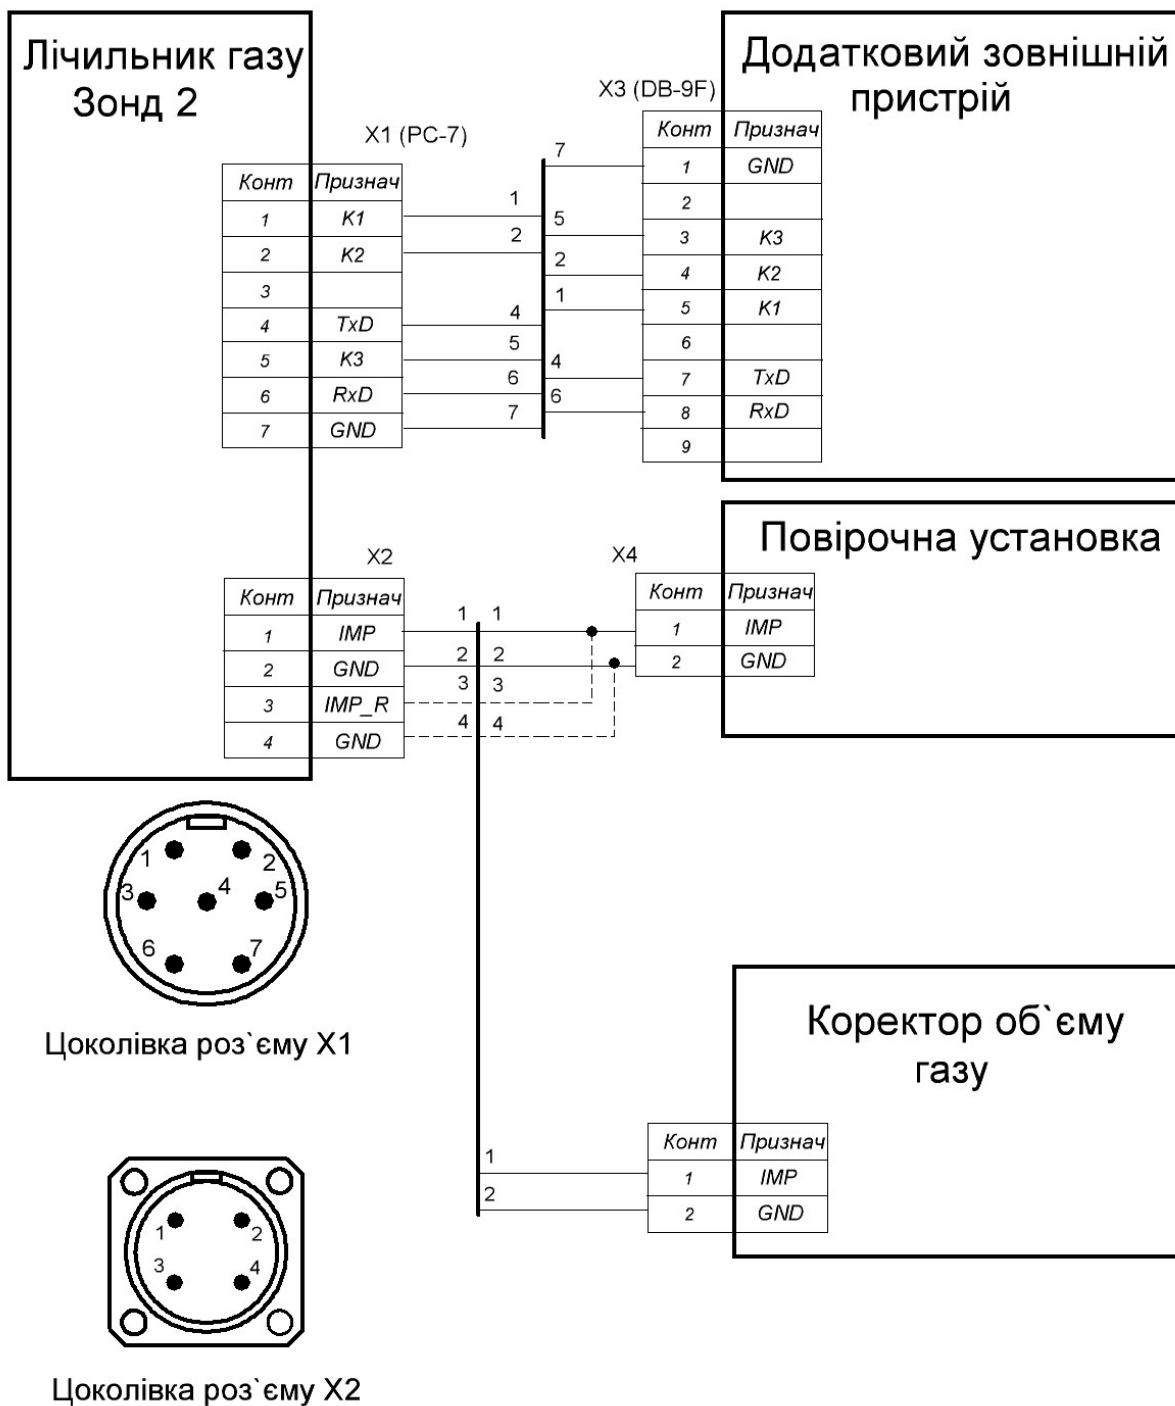 Лічильник газу
Зонд 2
X1 (PC-7)
Конт Признач
1 K1
2 K2
3
4 TxD
5 K3
6 RxD
7 GND
1
2
4
5
6
7
7
5
2
1
4
6
X3 (DB-9F)
Додатковий зовнішній
пристрій
Конт Признач
1 GND
2
3 K3
4 K2
5 K1
6
7 TxD
8 RxD
9
X2
Конт Признач
1 IMP
2 GND
3 IMP_R
4 GND
1 1
2 2
3 3
4 4
X4
Повірочна установка
Конт Признач
1 IMP
2 GND
1 2
3 4 5
6 7
Цоколівка роз`єму X1
Коректор об`єму
газу
Конт Признач
1 IMP
2 GND
1
2
1 2
3 4
Цоколівка роз`єму X2